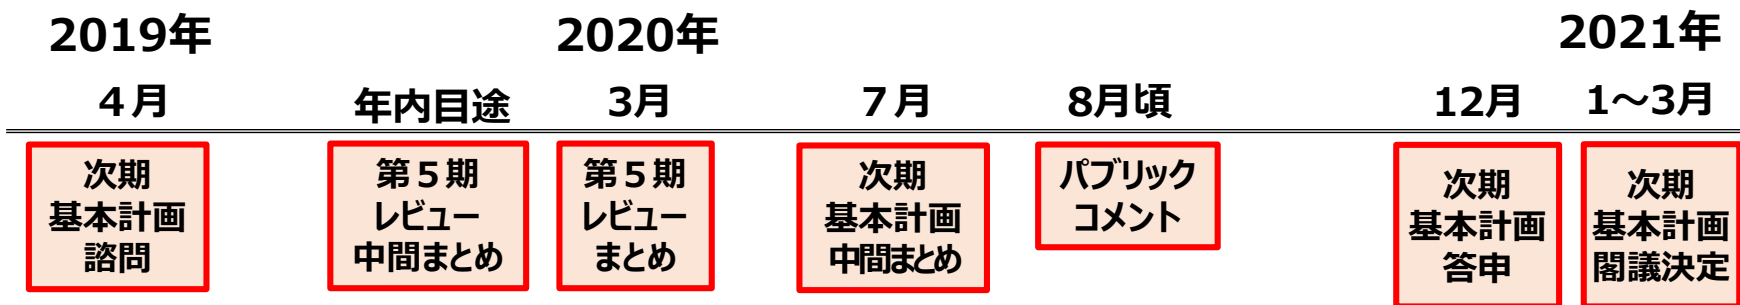 2019年
2020年
2021年
４月
年内目途
3月
７月
8月頃
12月
1～3月
次期
基本計画
諮問
第５期
レビュー
中間まとめ
第５期
レビュー
まとめ
次期
基本計画
中間まとめ
パブリック
コメント
次期
基本計画
答申
次期
基本計画
閣議決定